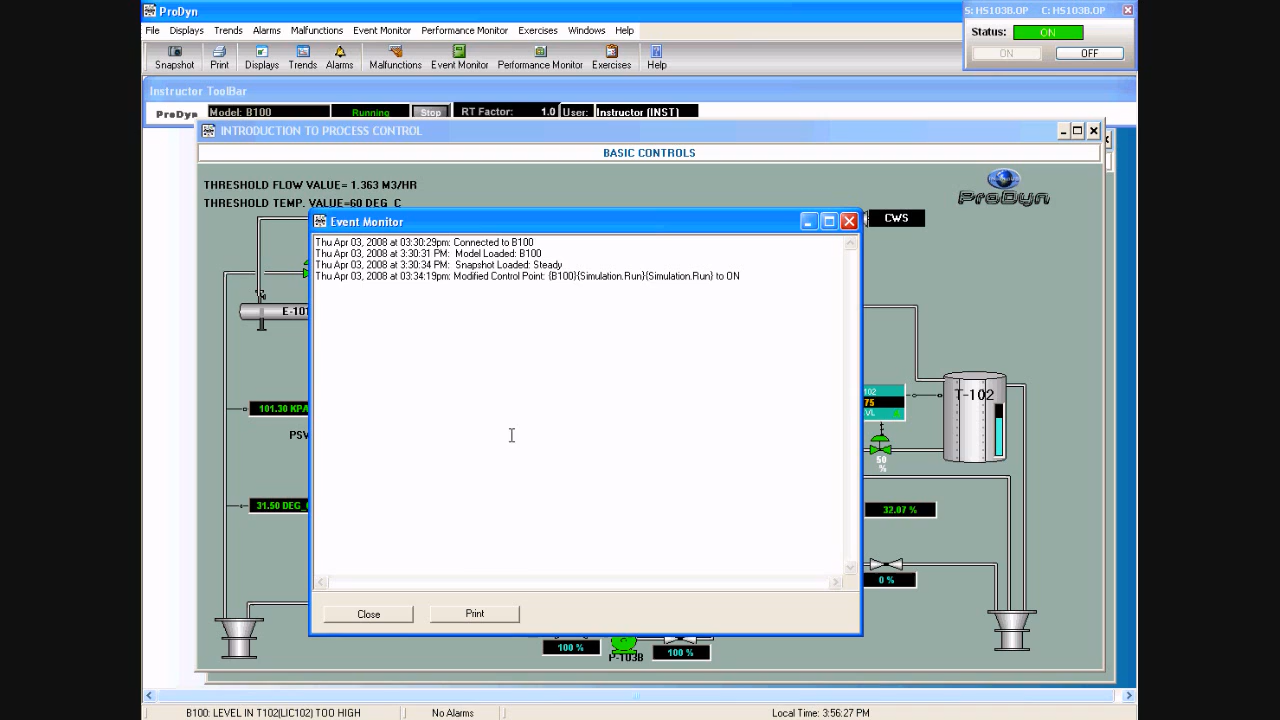 ProDyn
S: HS103B.OP C: HS103B.OP
File Displays Trends Alarms Malfunctions Event Monitor Performance Monitor Exercises Windows Help
Status: ON
ON OFF
Snapshot Print Displays Trends Alarms Malfunctions Event Monitor Performance Monitor Exercises Help
Instructor ToolBar
ProDyn Model: B100 Running Stop RT Factor: 1.0 User: Instructor (INST)
INTRODUCTION TO PROCESS CONTROL
BASIC CONTROLS
THRESHOLD FLOW VALUE= 1.363 M3/HR
THRESHOLD TEMP. VALUE=60 DEG C
ProDyn
CWS
Event Monitor
Thu Apr 03, 2008 at 03:30:29pm: Connected to B100
Thu Apr 03, 2008 at 3:30:31 PM: Model Loaded: B100
Thu Apr 03, 2008 at 3:30:34 PM: Snapshot Loaded: Steady
Thu Apr 03, 2008 at 03:34:19pm: Modified Control Point: {B100}{Simulation.Run}{Simulation.Run} to ON
E-101
102
75
VL
T-102
101.30 KPA
PSV
50
%
31.50 DEG_C
32.07 %
0 %
Close Print
100 %
P-103B
100 %
B100: LEVEL IN T102(LIC102) TOO HIGH No Alarms Local Time: 3:56:27 PM